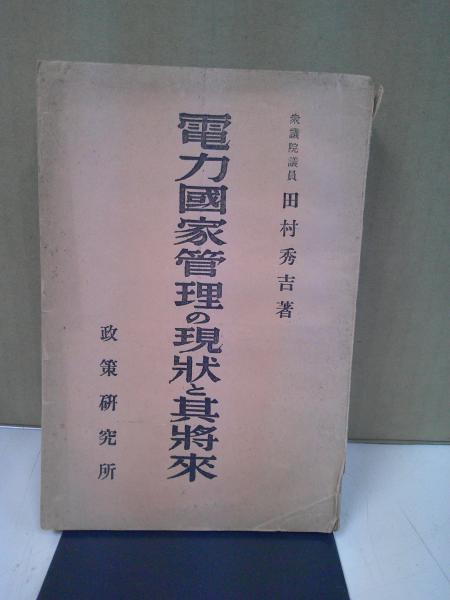 衆議院議員 田村秀吉著
電力國家管理の現狀と其將來
政策研究所